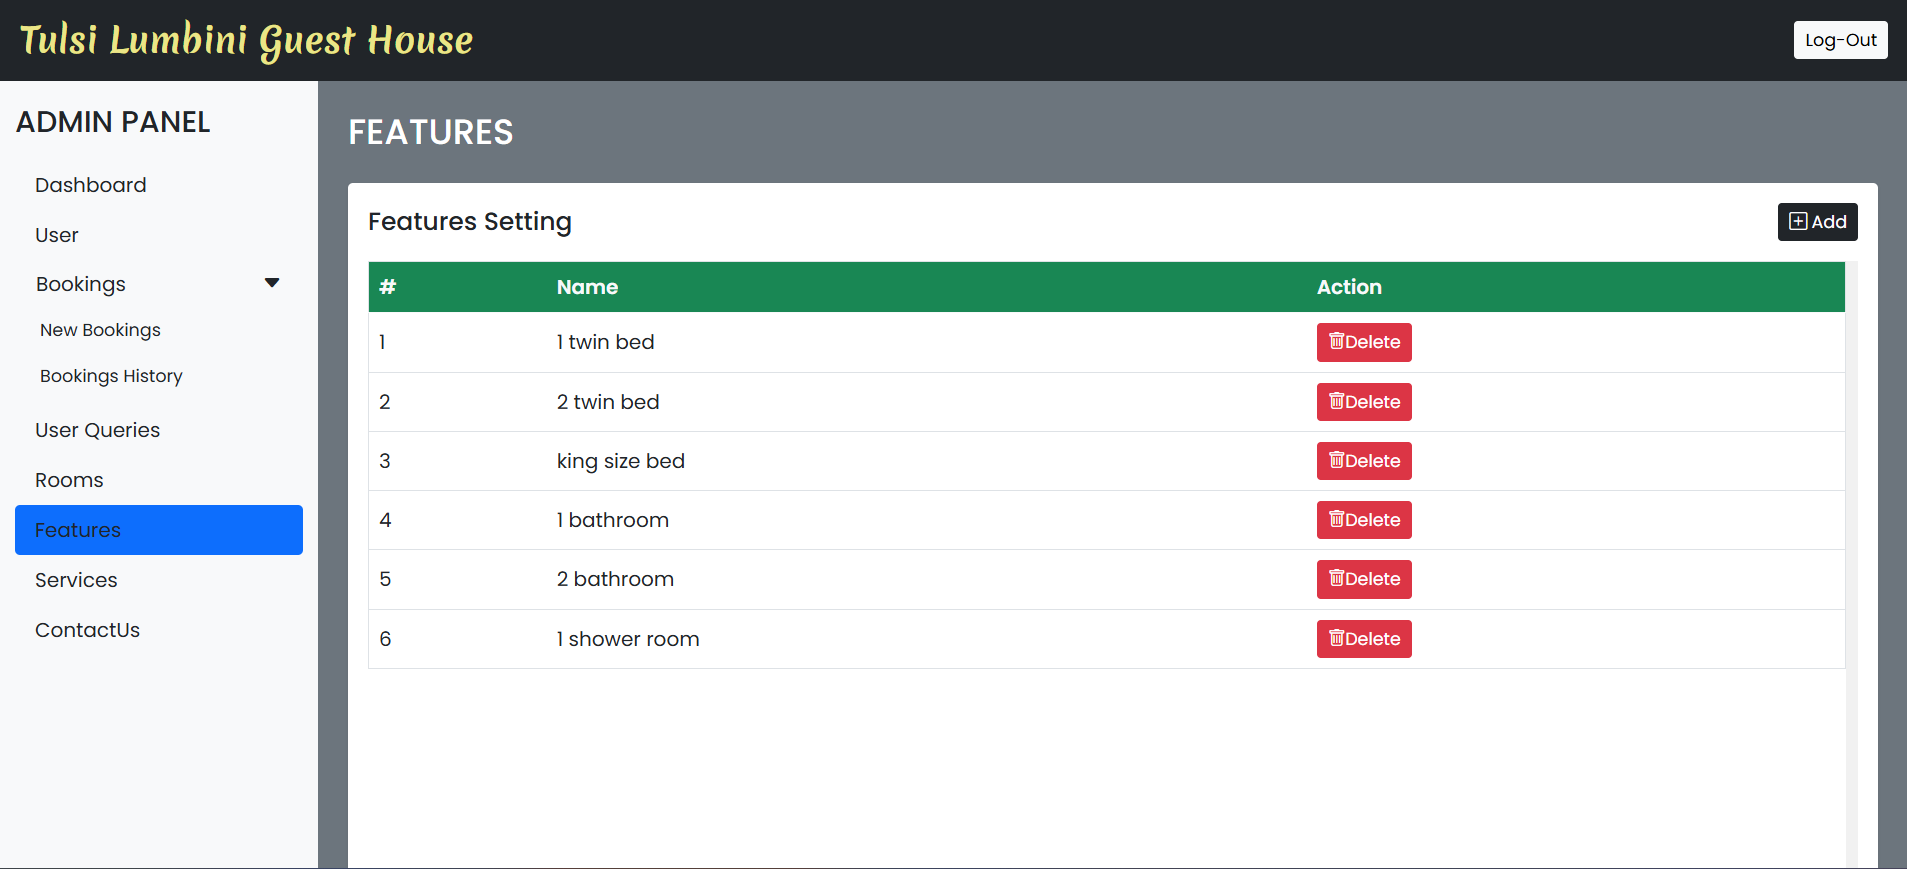 Tulsi Lumbini Guest House
Log-Out
ADMIN PANEL
Dashboard
User
Bookings
New Bookings
Bookings History
User Queries
Rooms
Features
Services
ContactUs
FEATURES
Features Setting
Add
# Name Action
1 1 twin bed Delete
2 2 twin bed Delete
3 king size bed Delete
4 1 bathroom Delete
5 2 bathroom Delete
6 1 shower room Delete